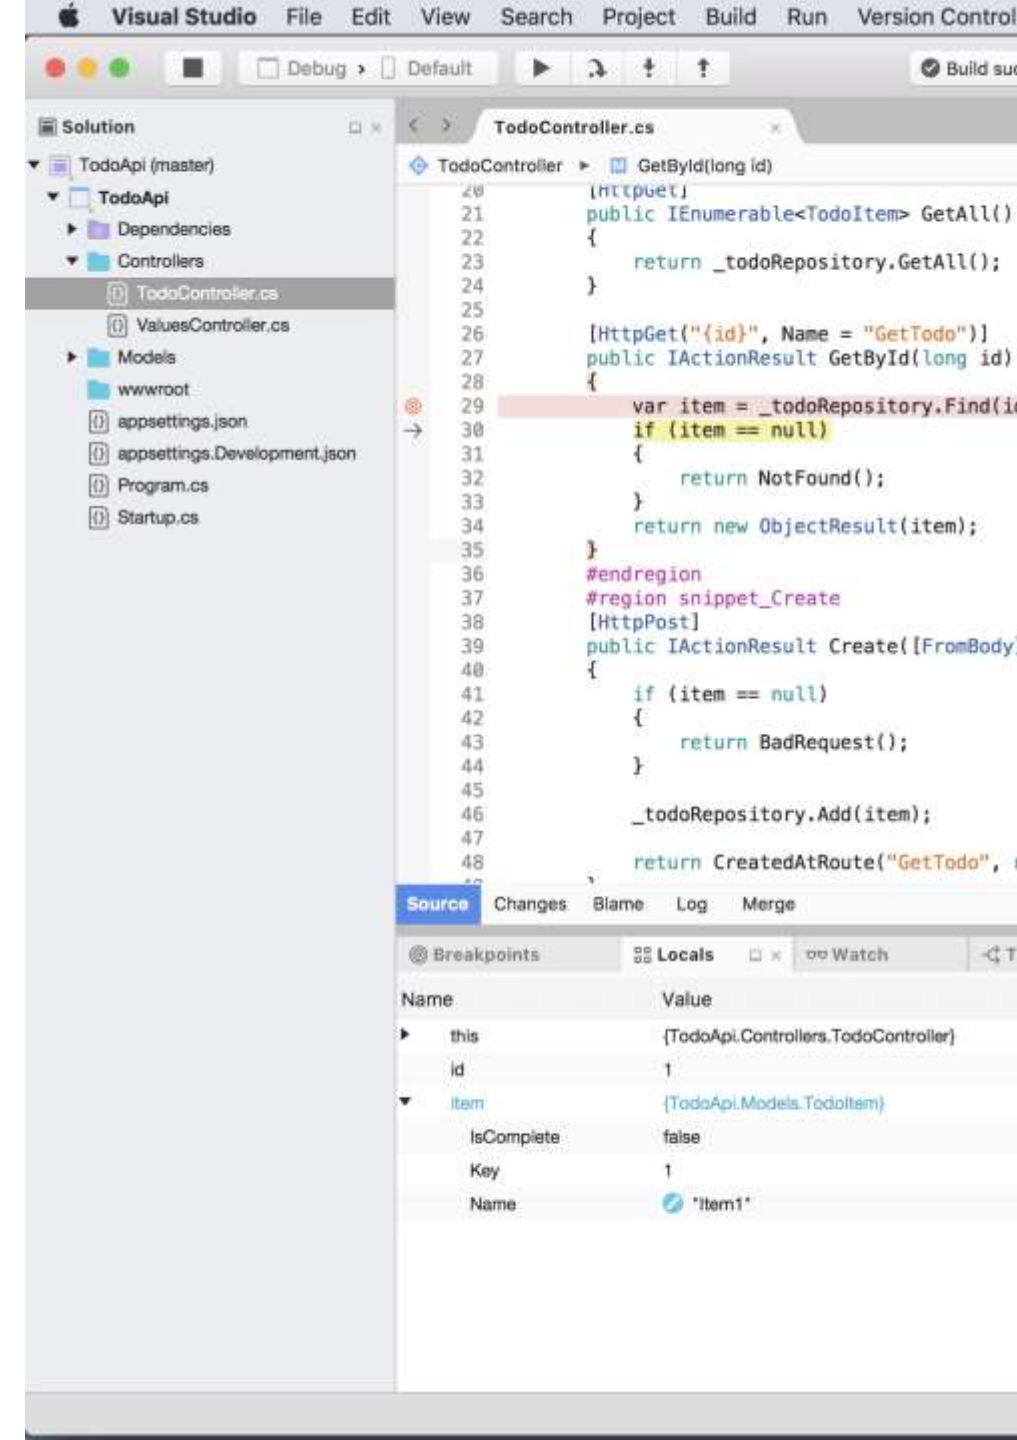 Visual Studio File Edit View Search Project Build Run Version Control
Debug › Default
Build suc
Solution
TodoApi (master)
TodoApi
Dependencies
Controllers
TodoController.cs
ValuesController.cs
Models
wwwroot
appsettings.json
appsettings.Development.json
Program.cs
Startup.cs
TodoController.cs
TodoController ▸ GetById(long id)
20 [HttpGet]
21 public IEnumerable<TodoItem> GetAll()
22 {
23 return _todoRepository.GetAll();
24 }
25
26 [HttpGet("{id}", Name = "GetTodo")]
27 public IActionResult GetById(long id)
28 {
29 var item = _todoRepository.Find(id
30 if (item == null)
31 {
32 return NotFound();
33 }
34 return new ObjectResult(item);
35 }
36 #endregion
37 #region snippet_Create
38 [HttpPost]
39 public IActionResult Create([FromBody]
40 {
41 if (item == null)
42 {
43 return BadRequest();
44 }
45
46 _todoRepository.Add(item);
47
48 return CreatedAtRoute("GetTodo",
Source Changes Blame Log Merge
Breakpoints Locals Watch T
Name Value
this {TodoApi.Controllers.TodoController}
id 1
item {TodoApi.Models.TodoItem}
IsComplete false
Key 1
Name "Item1"